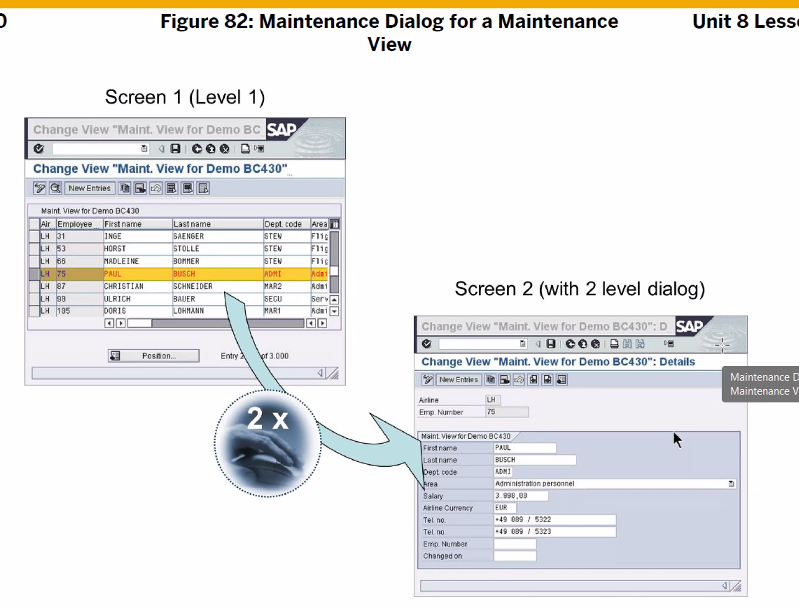 Figure 82: Maintenance Dialog for a Maintenance
View
Unit 8 Lesso
Screen 1 (Level 1)
Change View "Maint. View for Demo BC
SAP
Change View "Maint. View for Demo BC430"
New Entries
Maint. View for Demo BC430
Air Employee First name Last name Dept. code Area
LH 31 INGE SAENGER STEW Flig
LH 53 HORST STOLLE STEW Flig
LH 66 MADLEINE BOMMER STEW Flig
LH 75 PAUL BUSCH ADMI Admi
LH 87 CHRISTIAN SCHNEIDER MAR2 Admi
LH 98 ULRICH BAUER SECU Serv
LH 105 DORIS LOHMANN MAR1 Admi
Position...
Entry 2 of 3.000
2 x
Screen 2 (with 2 level dialog)
Change View "Maint. View for Demo BC430": D
SAP
Change View "Maint. View for Demo BC430": Details
New Entries
Airline LH
Emp. Number 75
Maint. View for Demo BC430
First name PAUL
Last name BUSCH
Dept. code ADMI
Area Administration personnel
Salary 3.998,00
Airline Currency EUR
Tel. no. +49 089 / 5322
Tel. no. +49 089 / 5323
Emp. Number
Changed on
Maintenance D
Maintenance V